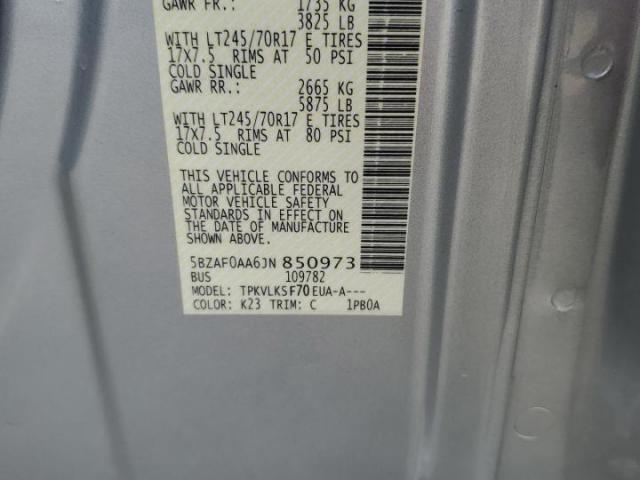 GAWR FR.: 1735 KG
3825 LB
WITH LT245/70R17 E TIRES
17X7.5 RIMS AT 50 PSI
COLD SINGLE
GAWR RR.: 2665 KG
5875 LB
WITH LT245/70R17 E TIRES
17X7.5 RIMS AT 80 PSI
COLD SINGLE
THIS VEHICLE CONFORMS TO
ALL APPLICABLE FEDERAL
MOTOR VEHICLE SAFETY
STANDARDS IN EFFECT ON
THE DATE OF MANUFACTURE
SHOWN ABOVE.
5BZAF0AA6JN850973
BUS 109782
MODEL: TPKVLKSF70EUA-A---
COLOR: K23 TRIM: C 1PB0A